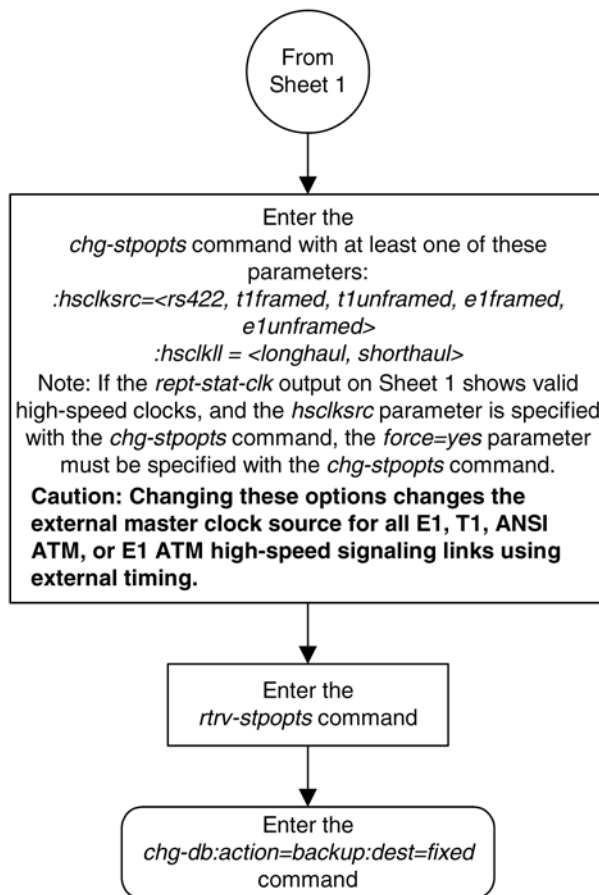 From
Sheet 1
Enter the
chg-stpopts command with at least one of these
parameters:
:hsclksrc=<rs422, t1framed, t1unframed, e1framed,
e1unframed>
:hsclkll = <longhaul, shorthaul>
Note: If the rept-stat-clk output on Sheet 1 shows valid
high-speed clocks, and the hsclksrc parameter is specified
with the chg-stpopts command, the force=yes parameter
must be specified with the chg-stpopts command.
Caution: Changing these options changes the
external master clock source for all E1, T1, ANSI
ATM, or E1 ATM high-speed signaling links using
external timing.
Enter the
rtrv-stpopts command
Enter the
chg-db:action=backup:dest=fixed
command